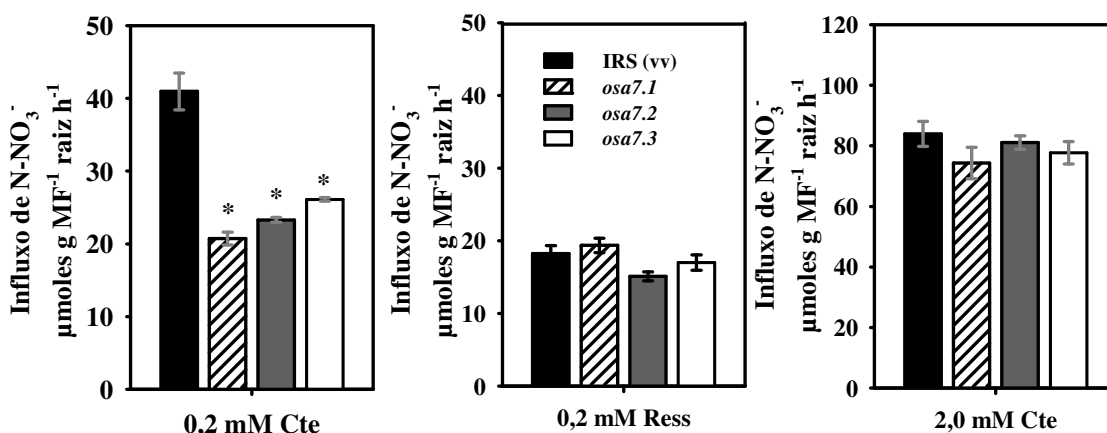 Influxo de N-NO₃⁻
µmoles g MF⁻¹ raiz h⁻¹
50
40
30
20
10
0
*
*
*
0,2 mM Cte
Influxo de N-NO₃⁻
µmoles g MF⁻¹ raiz h⁻¹
50
40
30
20
10
0
IRS (vv)
osa7.1
osa7.2
osa7.3
0,2 mM Ress
Influxo de N-NO₃⁻
µmoles g MF⁻¹ raiz h⁻¹
120
100
80
60
40
20
0
2,0 mM Cte